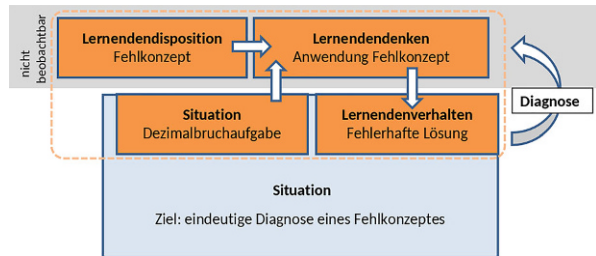 nicht
beobachtbar
Lernendendisposition
Fehlkonzept
Lernendendenken
Anwendung Fehlkonzept
Situation
Dezimalbruchaufgabe
Lernendenverhalten
Fehlerhafte Lösung
Diagnose
Situation
Ziel: eindeutige Diagnose eines Fehlkonzeptes